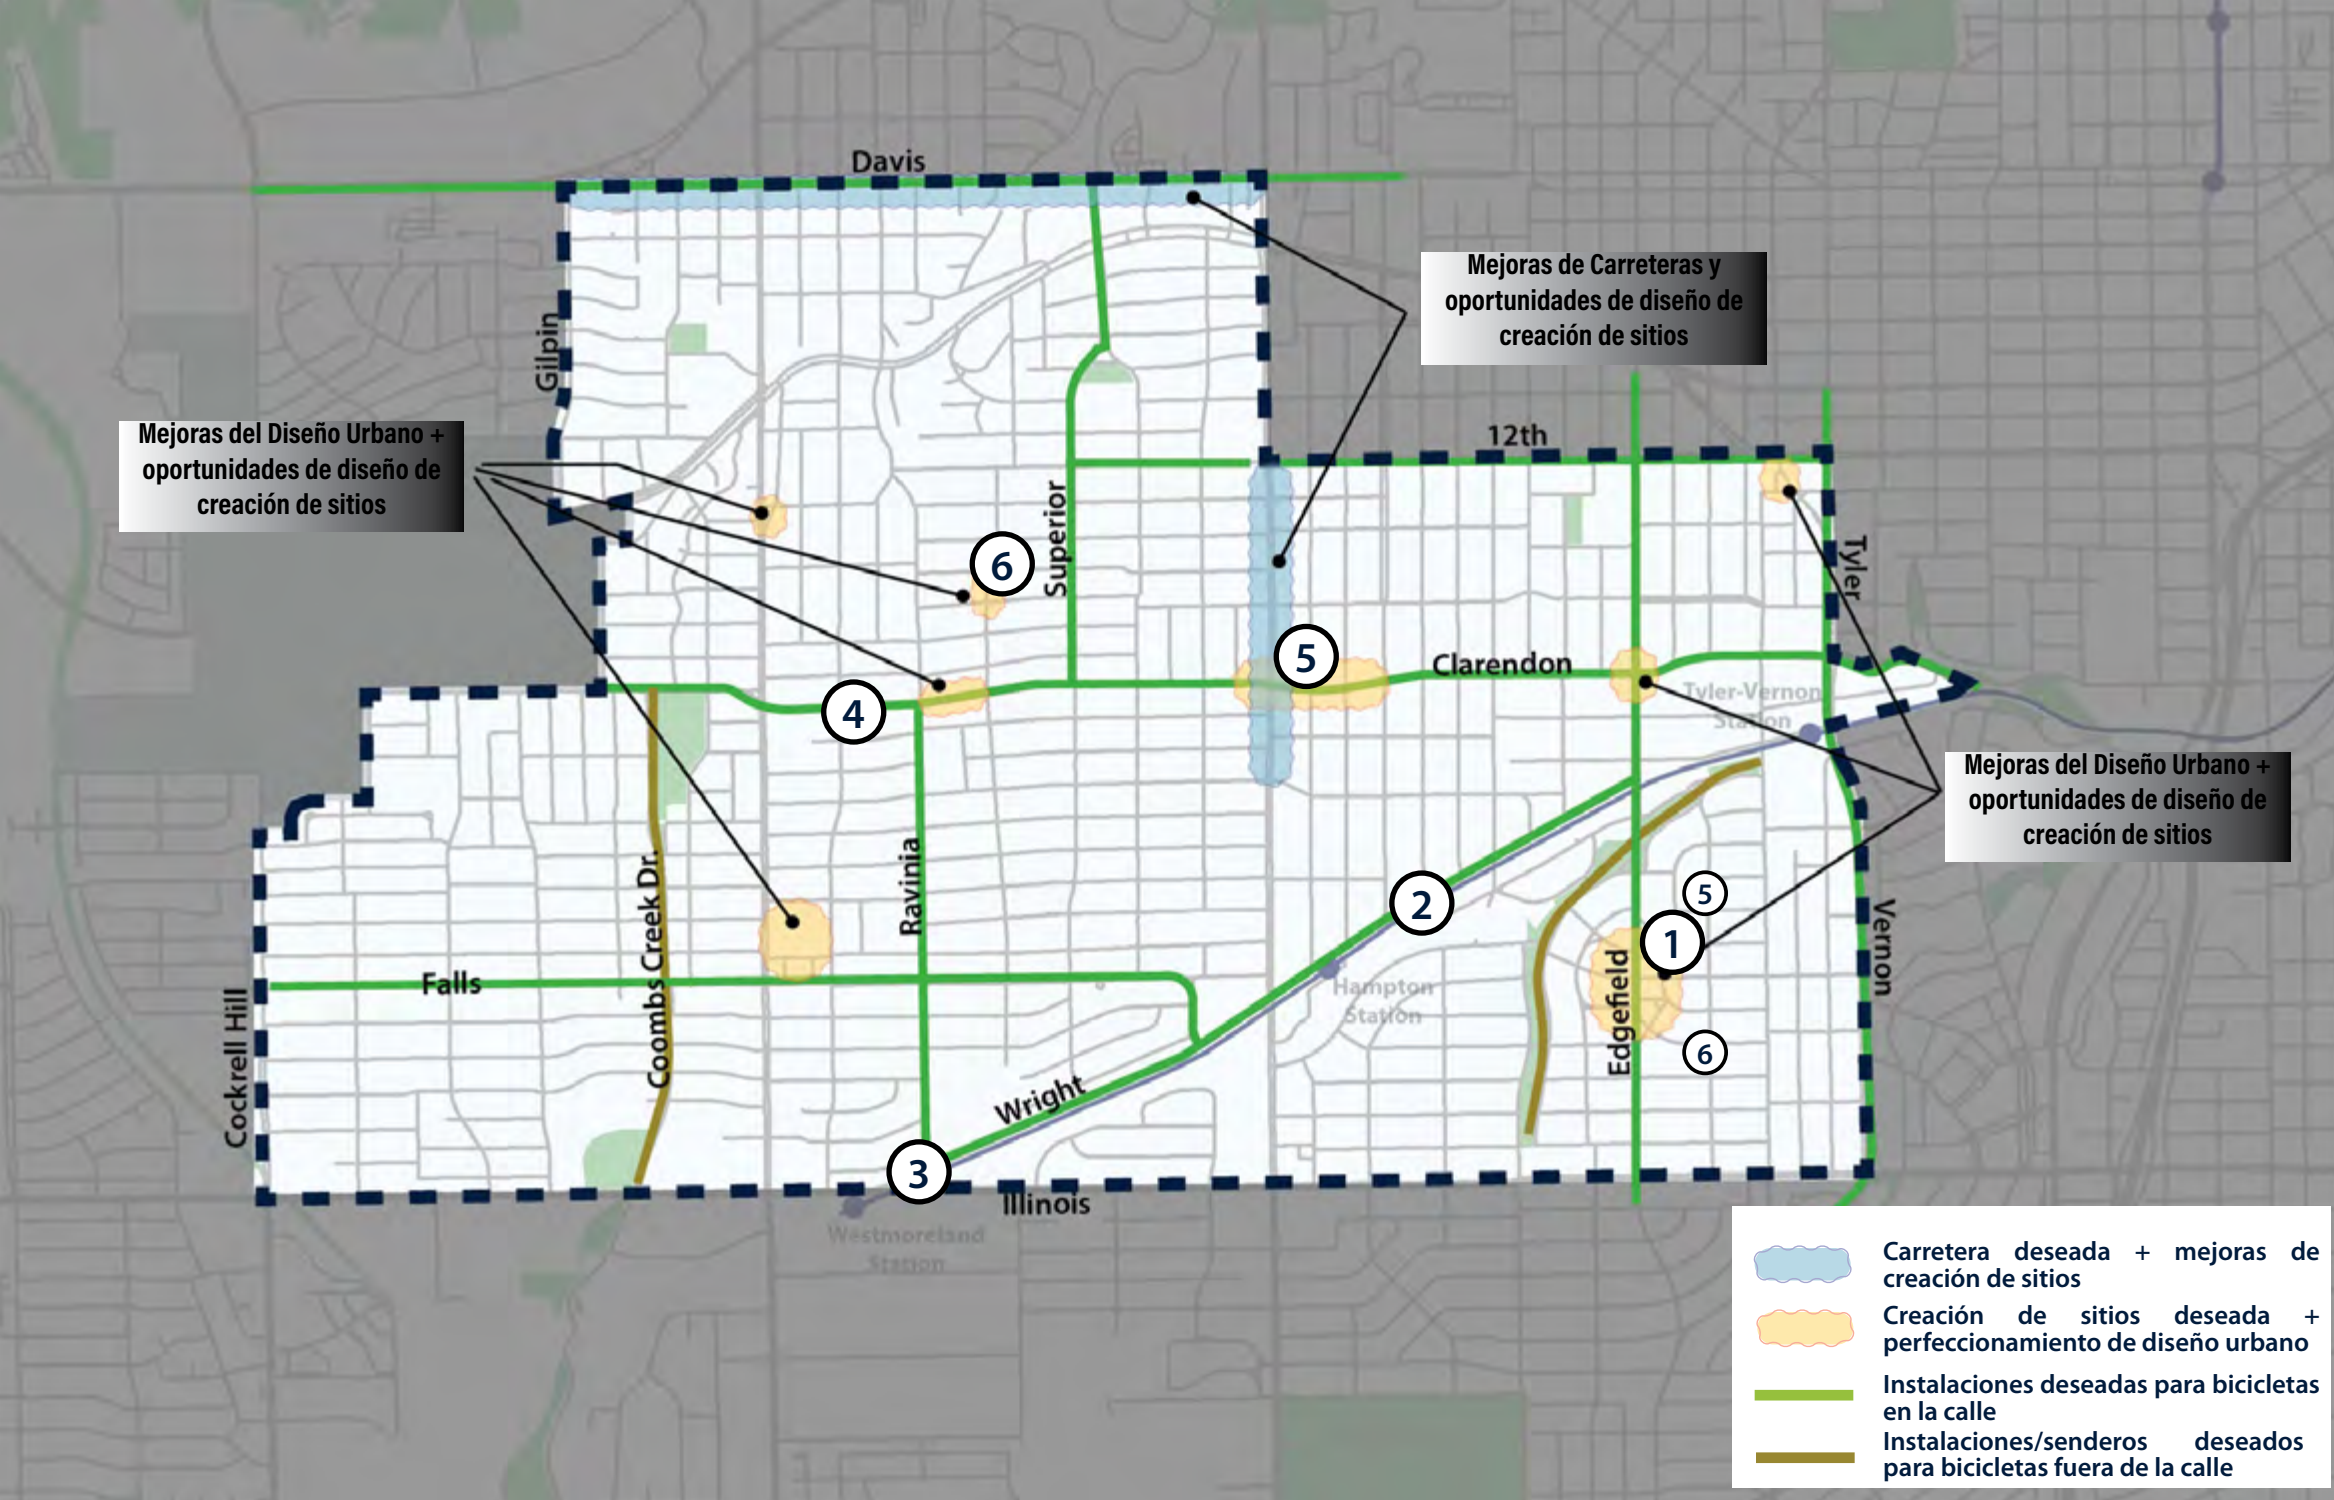 Davis
Mejoras de Carreteras y
oportunidades de diseño de
creación de sitios
Gilpin
Mejoras del Diseño Urbano +
oportunidades de diseño de
creación de sitios
12th
Superior
6
Tyler
5
Clarendon
4
Tyler-Vernon
Station
Mejoras del Diseño Urbano +
oportunidades de diseño de
creación de sitios
Coombs Creek Dr.
Ravinia
2
5
1
Vernon
Falls
Hampton
Station
Edgefield
Cockrell Hill
6
Wright
3
Illinois
Westmoreland
Station
Carretera deseada + mejoras de
creación de sitios
Creación de sitios deseada +
perfeccionamiento de diseño urbano
Instalaciones deseadas para bicicletas
en la calle
Instalaciones/senderos deseados
para bicicletas fuera de la calle